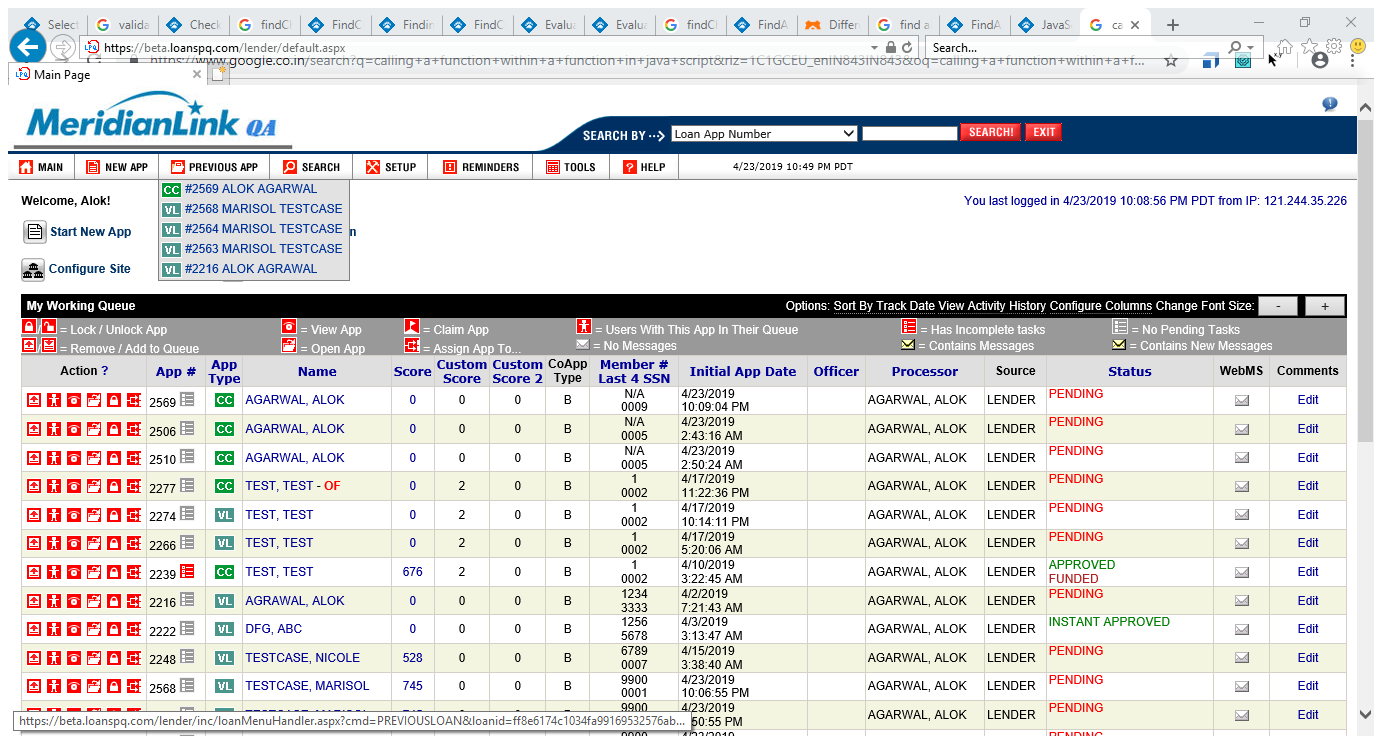 Select valida Check findCl FindC Findin FindC Evalua Evalua findCl FindA Differ find a FindA JavaS ca
https://beta.loanspq.com/lender/default.aspx Search...
https://www.google.co.in/search?q=calling+a+function+within+a+function+in+java+script&rlz=1C1GCEU_enIN843IN843&oq=calling+a+function+within+a+f...
Main Page
MeridianLink QA
SEARCH BY Loan App Number SEARCH! EXIT
MAIN NEW APP PREVIOUS APP SEARCH SETUP REMINDERS TOOLS HELP 4/23/2019 10:49 PM PDT
CC #2569 ALOK AGARWAL
Welcome, Alok! You last logged in 4/23/2019 10:08:56 PM PDT from IP: 121.244.35.226
VL #2568 MARISOL TESTCASE
Start New App VL #2564 MARISOL TESTCASE n
VL #2563 MARISOL TESTCASE
Configure Site VL #2216 ALOK AGRAWAL
My Working Queue Options: Sort By Track Date View Activity History Configure Columns Change Font Size: - +
/ = Lock / Unlock App = View App = Claim App = Users With This App In Their Queue = Has Incomplete tasks = No Pending Tasks
/ = Remove / Add to Queue = Open App = Assign App To... = No Messages = Contains Messages = Contains New Messages
Action ? App # App Type Name Score Custom Score Custom Score 2 CoApp Type Member # Last 4 SSN Initial App Date Officer Processor Source Status WebMS Comments
2569 CC AGARWAL, ALOK 0 0 0 B N/A 0009 4/23/2019 10:09:04 PM AGARWAL, ALOK LENDER PENDING Edit
2506 CC AGARWAL, ALOK 0 0 0 B N/A 0005 4/23/2019 2:43:16 AM AGARWAL, ALOK LENDER PENDING Edit
2510 CC AGARWAL, ALOK 0 0 0 B N/A 0005 4/23/2019 2:50:24 AM AGARWAL, ALOK LENDER PENDING Edit
2277 CC TEST, TEST - OF 0 2 0 B 1 0002 4/17/2019 11:22:36 PM AGARWAL, ALOK LENDER PENDING Edit
2274 VL TEST, TEST 0 2 0 B 1 0002 4/17/2019 10:14:11 PM AGARWAL, ALOK LENDER PENDING Edit
2266 VL TEST, TEST 0 2 0 B 1 0002 4/17/2019 5:20:06 AM AGARWAL, ALOK LENDER PENDING Edit
2239 CC TEST, TEST 676 2 0 B 1 0002 4/10/2019 3:22:45 AM AGARWAL, ALOK LENDER APPROVED FUNDED Edit
2216 VL AGRAWAL, ALOK 0 0 0 B 1234 3333 4/2/2019 7:21:43 AM AGARWAL, ALOK LENDER PENDING Edit
2222 VL DFG, ABC 0 0 0 B 1256 5678 4/3/2019 3:13:47 AM AGARWAL, ALOK LENDER INSTANT APPROVED Edit
2248 VL TESTCASE, NICOLE 528 0 0 B 6789 0007 4/15/2019 3:38:40 AM AGARWAL, ALOK LENDER PENDING Edit
2568 VL TESTCASE, MARISOL 745 0 0 B 9900 0001 4/23/2019 10:06:55 PM AGARWAL, ALOK LENDER PENDING Edit
9900 4/23/2019 :50:55 PM AGARWAL, ALOK LENDER PENDING Edit
https://beta.loanspq.com/lender/inc/loanMenuHandler.aspx?cmd=PREVIOUSLOAN&loanid=ff8e6174c1034fa99169532576ab...